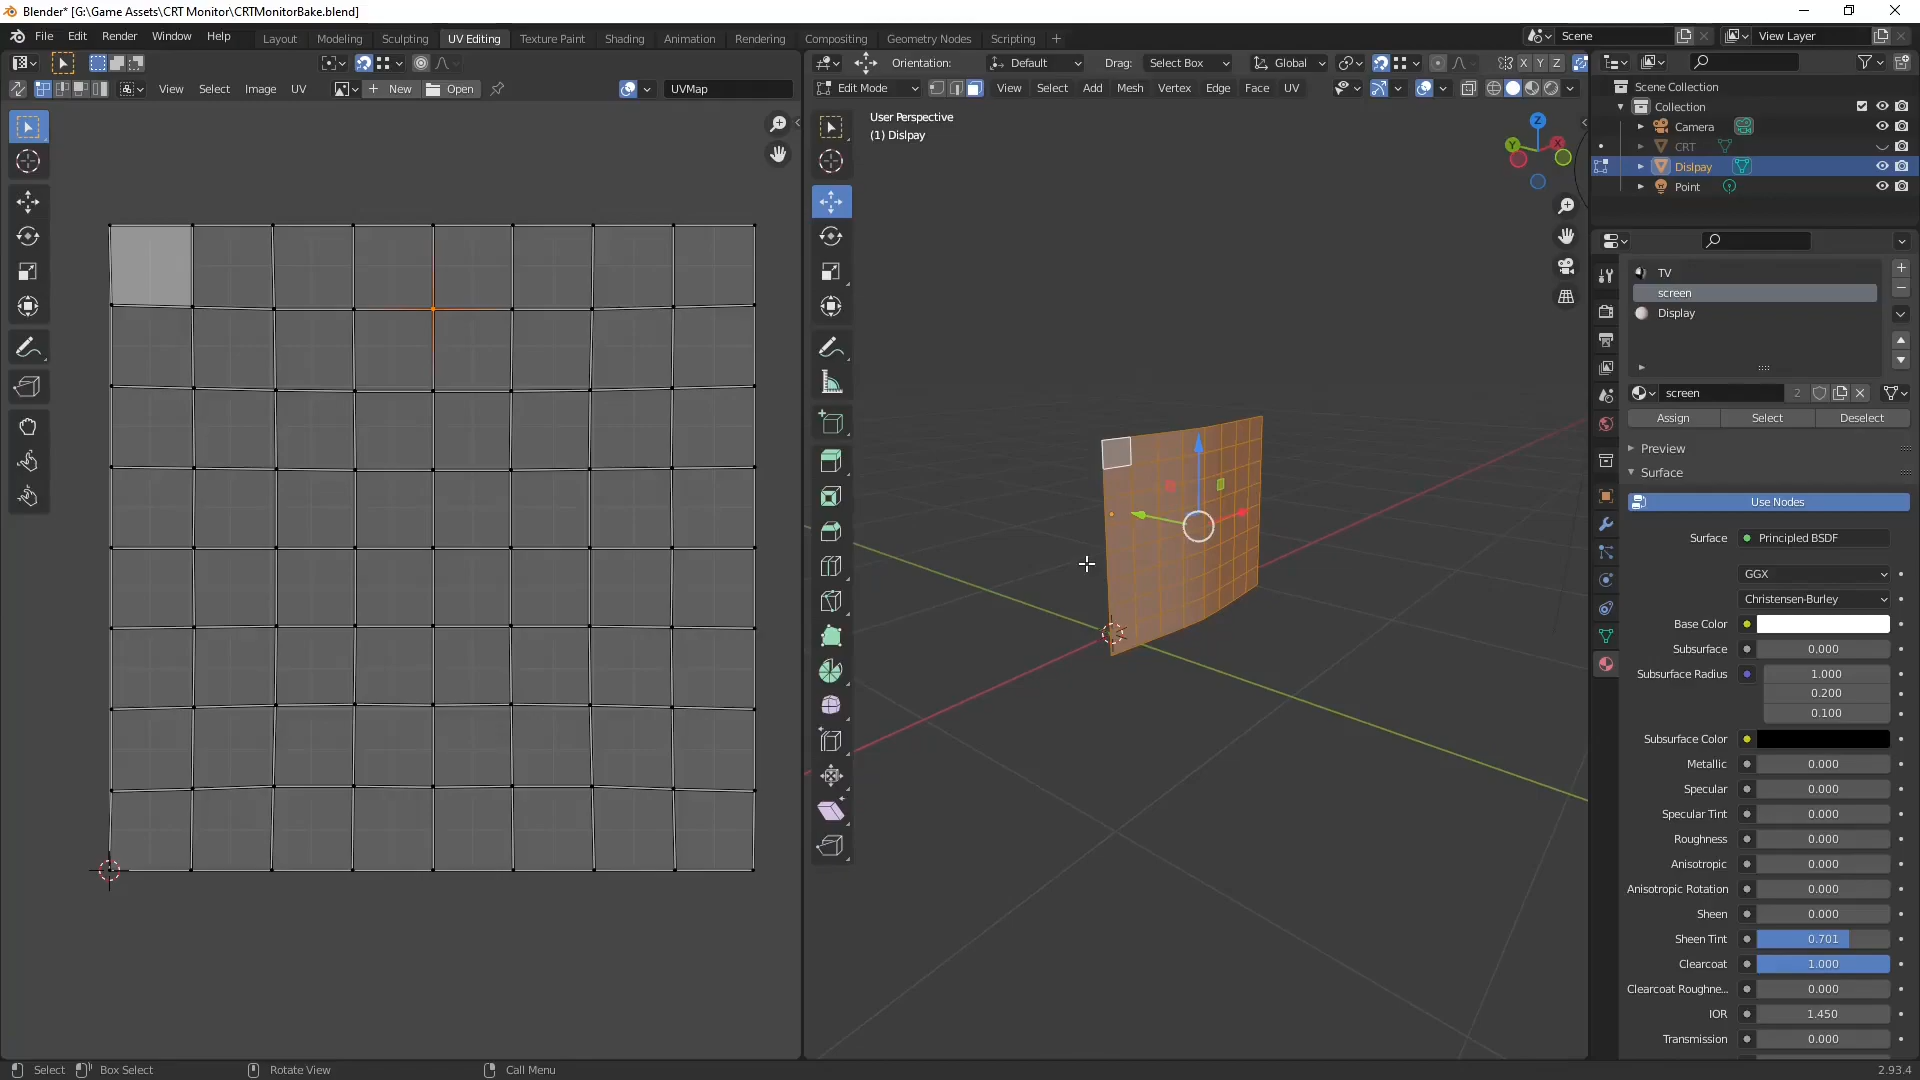 Blender* [G:\Game Assets\CRT Monitor\CRTMonitorBake.blend]
File Edit Render Window Help
Layout Modeling Sculpting UV Editing Texture Paint Shading Animation Rendering Compositing Geometry Nodes Scripting +
Scene
View Layer
Orientation: Default Drag: Select Box Global X Y Z
View Select Image UV New Open UVMap
Edit Mode View Select Add Mesh Vertex Edge Face UV
User Perspective
(1) Dislpay
Z
Y
X
Scene Collection
Collection
Camera
CRT
Dislpay
Point
TV
screen
Display
screen 2
Assign Select Deselect
Preview
Surface
Use Nodes
Surface Principled BSDF
GGX
Christensen-Burley
Base Color
Subsurface 0.000
Subsurface Radius 1.000
0.200
0.100
Subsurface Color
Metallic 0.000
Specular 0.000
Specular Tint 0.000
Roughness 0.000
Anisotropic 0.000
Anisotropic Rotation 0.000
Sheen 0.000
Sheen Tint 0.701
Clearcoat 1.000
Clearcoat Roughne... 0.000
IOR 1.450
Transmission 0.000
Select Box Select Rotate View Call Menu 2.93.4